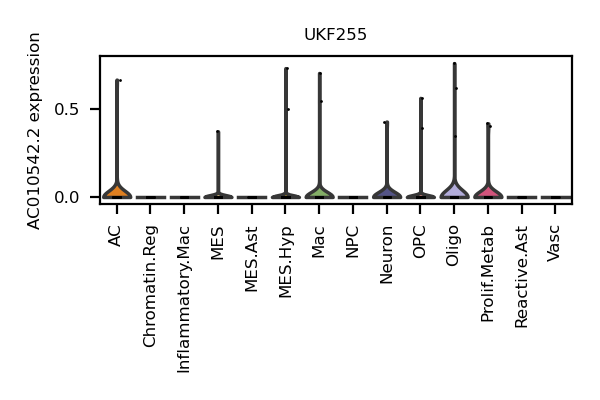 UKF255
AC010542.2 expression
0.5
0.0
AC
Chromatin.Reg
Inflammatory.Mac
MES
MES.Ast
MES.Hyp
Mac
NPC
Neuron
OPC
Oligo
Prolif.Metab
Reactive.Ast
Vasc